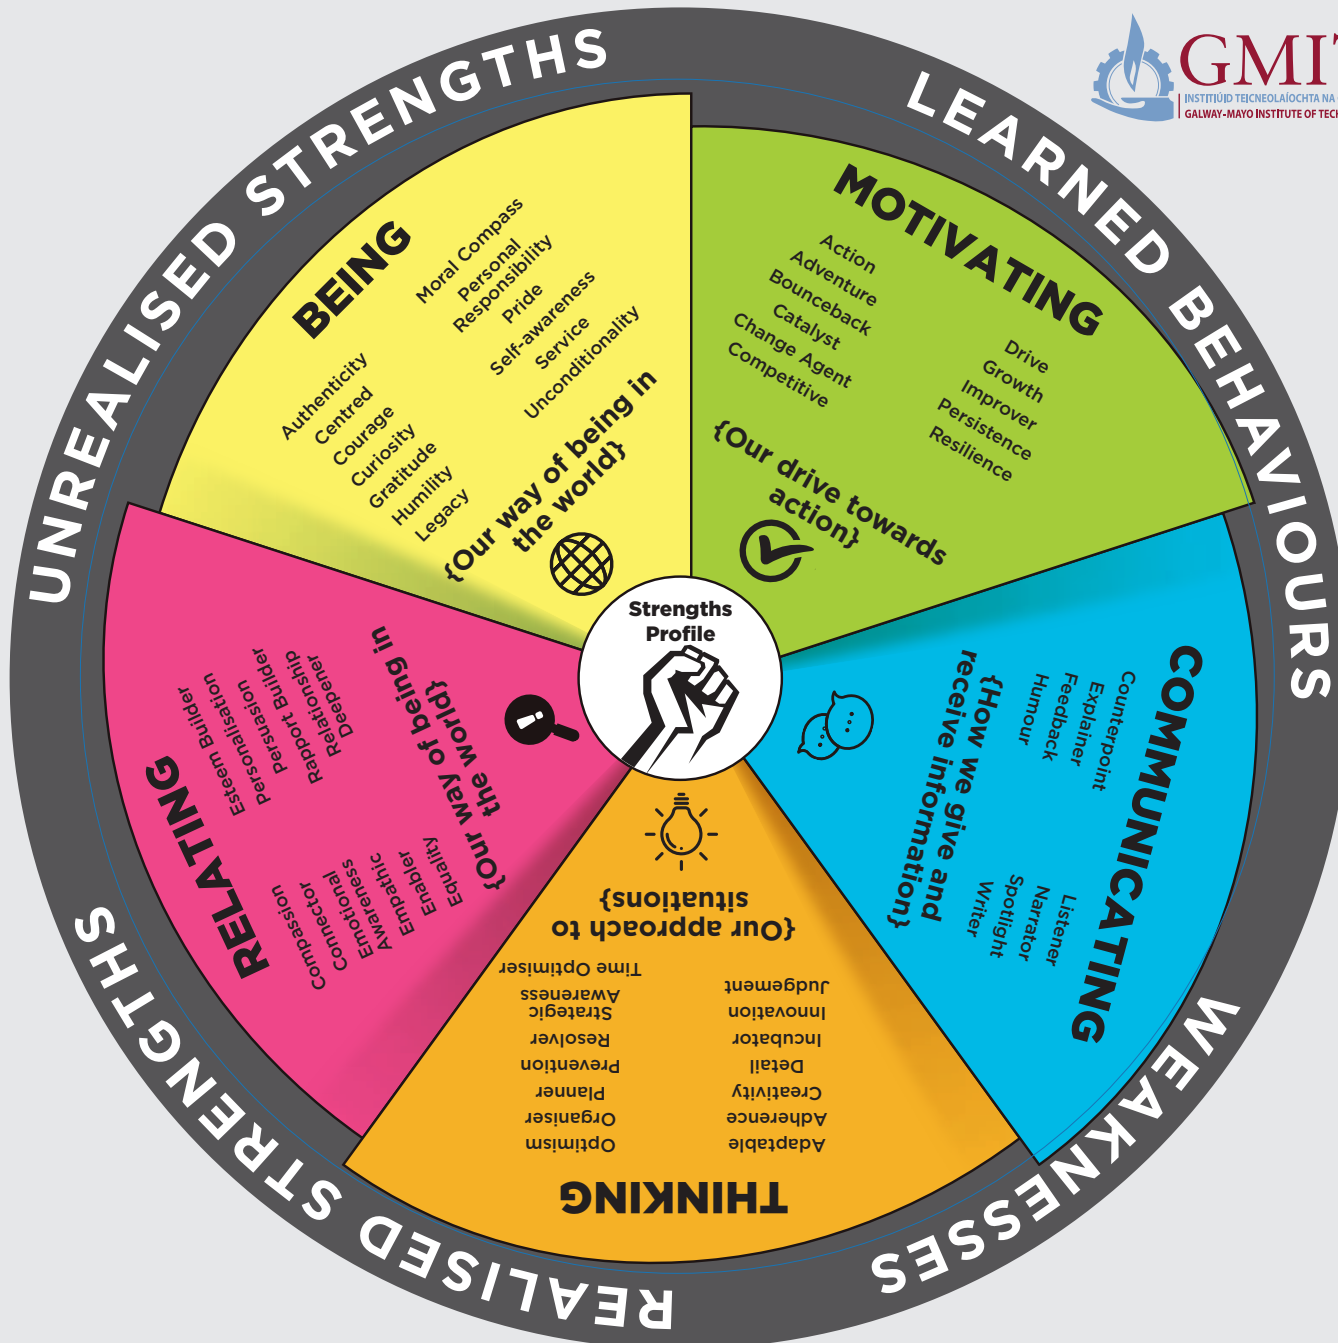 UNREALISED STRENGTHS
LEARNED BEHAVIOURS
WEAKNESSES
REALISED STRENGTHS
GMIT
INSTITIÚID TEICNEOLAÍOCHTA NA
GALWAY-MAYO INSTITUTE OF TECH
Strengths
Profile
BEING
Authenticity
Centred
Courage
Curiosity
Gratitude
Humility
Legacy
Moral Compass
Personal
Responsibility
Pride
Self-awareness
Service
Unconditionality
{Our way of being in
the world}
MOTIVATING
Action
Adventure
Bounceback
Catalyst
Change Agent
Competitive
Drive
Growth
Improver
Persistence
Resilience
{Our drive towards
action}
COMMUNICATING
Counterpoint
Explainer
Feedback
Humour
Listener
Narrator
Spotlight
Writer
{How we give and
receive information}
THINKING
Adaptable
Adherence
Creativity
Detail
Incubator
Innovation
Judgement
Optimism
Organiser
Planner
Prevention
Resolver
Strategic
Awareness
Time Optimiser
{Our approach to
situations}
RELATING
Compassion
Connector
Emotional
Awareness
Empathic
Enabler
Equality
Esteem Builder
Personalisation
Persuasion
Rapport Builder
Relationship
Deepener
{Our way of being in
the world}